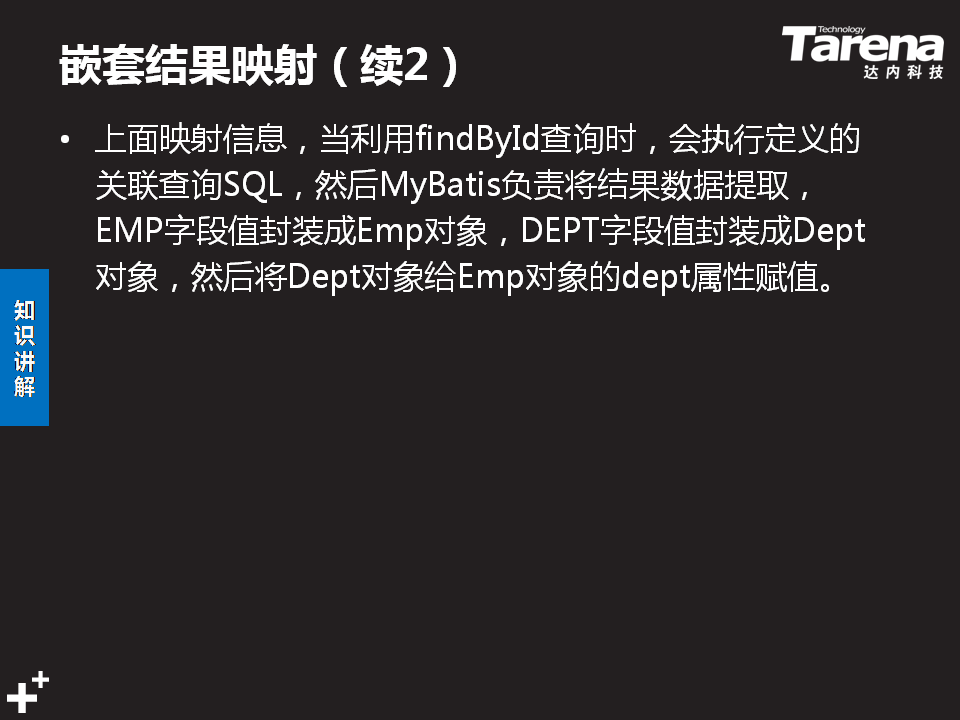 嵌套结果映射（续2）
Technology
Tarena
达内科技
• 上面映射信息，当利用findById查询时，会执行定义的
关联查询SQL，然后MyBatis负责将结果数据提取，
EMP字段值封装成Emp对象，DEPT字段值封装成Dept
对象，然后将Dept对象给Emp对象的dept属性赋值。
知
识
讲
解